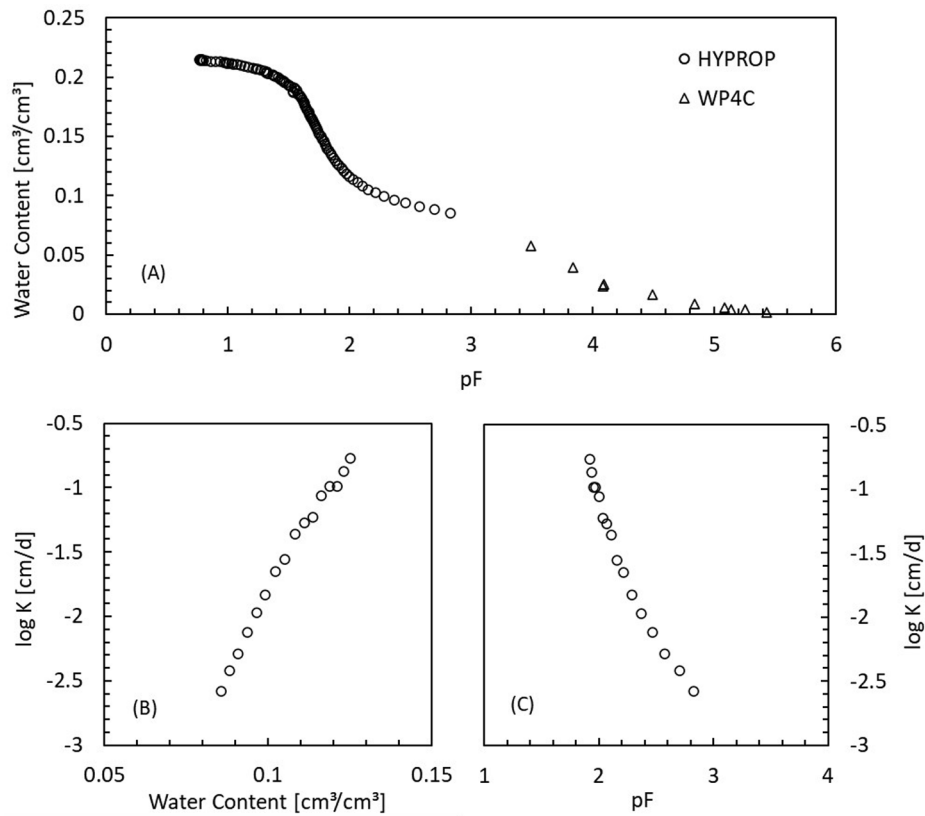 0.25
0.2
0.15
0.1
0.05
0
Water Content [cm³/cm³]
HYPROP
WP4C
(A)
0 1 2 3 4 5 6
pF
-0.5
-1
-1.5
-2
-2.5
-3
log K [cm/d]
(B)
0.05 0.1 0.15
Water Content [cm³/cm³]
(C)
1 2 3 4
pF
-0.5
-1
-1.5
-2
-2.5
-3
log K [cm/d]